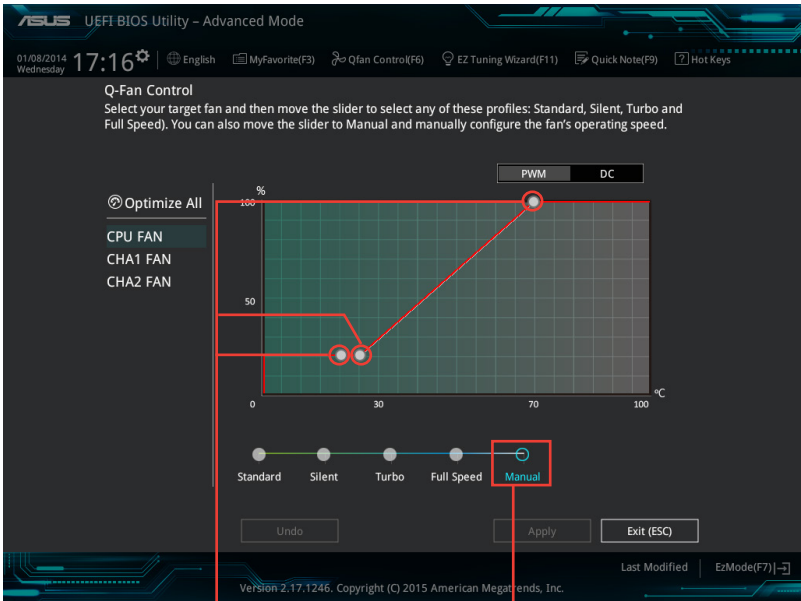 ASUS UEFI BIOS Utility – Advanced Mode
01/08/2014 Wednesday 17:16 English MyFavorite(F3) Qfan Control(F6) EZ Tuning Wizard(F11) Quick Note(F9) ? Hot Keys
Q-Fan Control
Select your target fan and then move the slider to select any of these profiles: Standard, Silent, Turbo and
Full Speed). You can also move the slider to Manual and manually configure the fan's operating speed.
PWM DC
Optimize All
CPU FAN
CHA1 FAN
CHA2 FAN
%
100
50
0 30 70 100 ºC
Standard Silent Turbo Full Speed Manual
Undo Apply Exit (ESC)
Last Modified EzMode(F7)
Version 2.17.1246. Copyright (C) 2015 American Megatrends, Inc.